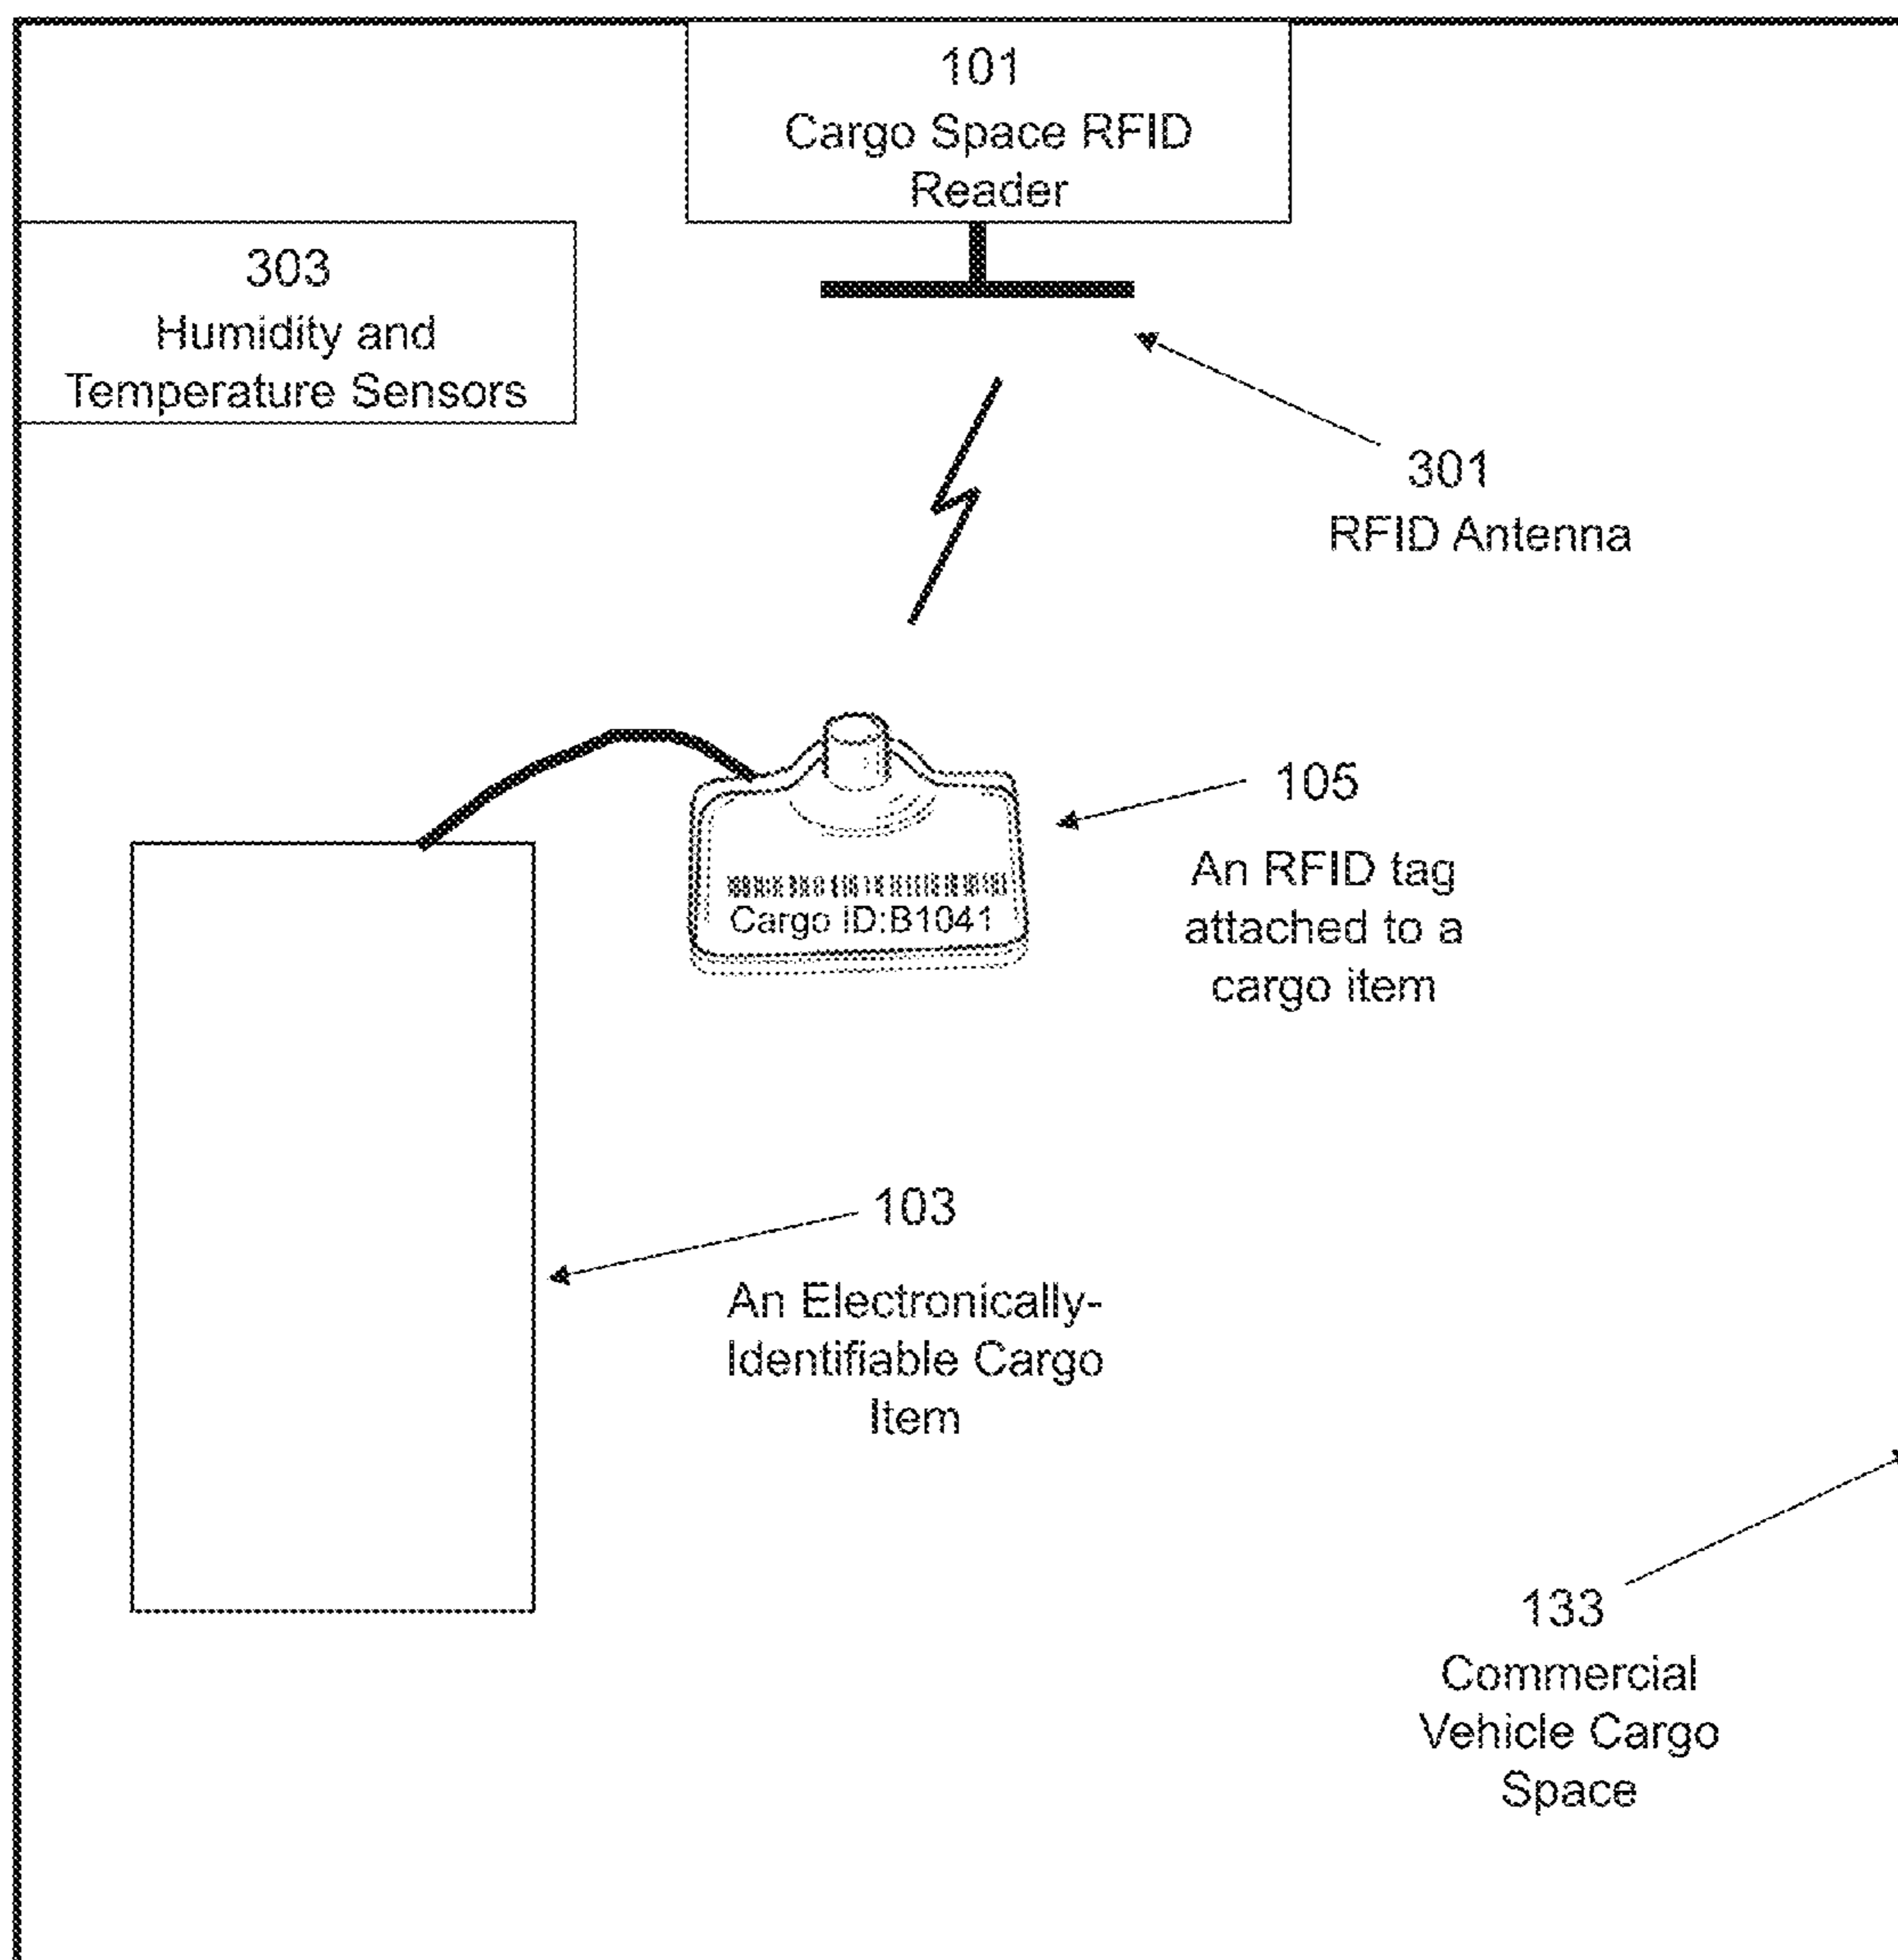 101
Cargo Space RFID
Reader
303
Humidity and
Temperature Sensors
301
RFID Antenna
105
An RFID tag
attached to a
cargo item
Cargo ID:B1041
103
An Electronically-
Identifiable Cargo
Item
133
Commercial
Vehicle Cargo
Space